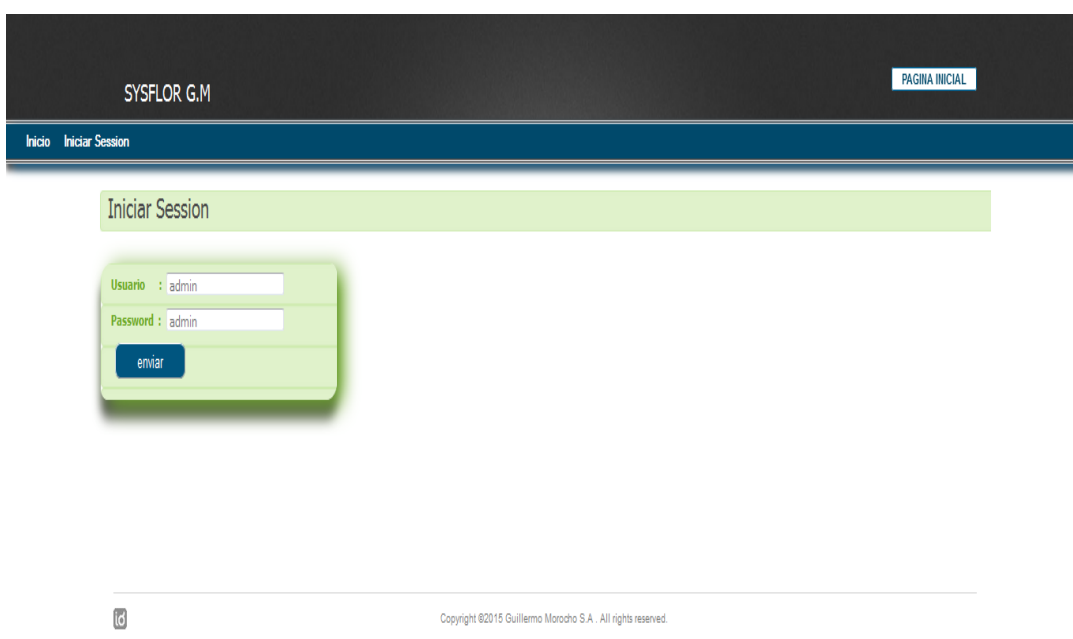 SYSFLOR G.M
PAGINA INICIAL
Inicio Iniciar Session
Iniciar Session
Usuario : admin
Password : admin
enviar
Copyright ©2015 Guillermo Morocho S.A . All rights reserved.